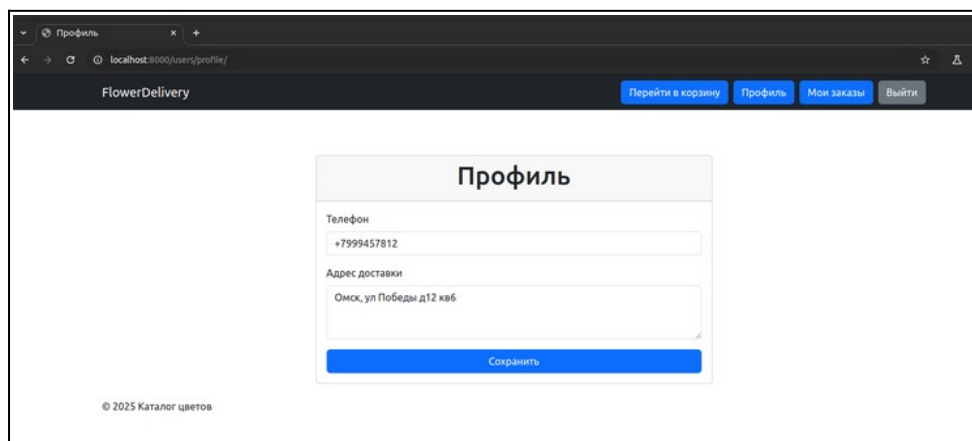 Профиль
localhost:8000/users/profile/
FlowerDelivery Перейти в корзину Профиль Мои заказы Выйти
Профиль
Телефон
+7999457812
Адрес доставки
Омск, ул Победы д12 кв6
Сохранить
© 2025 Каталог цветов